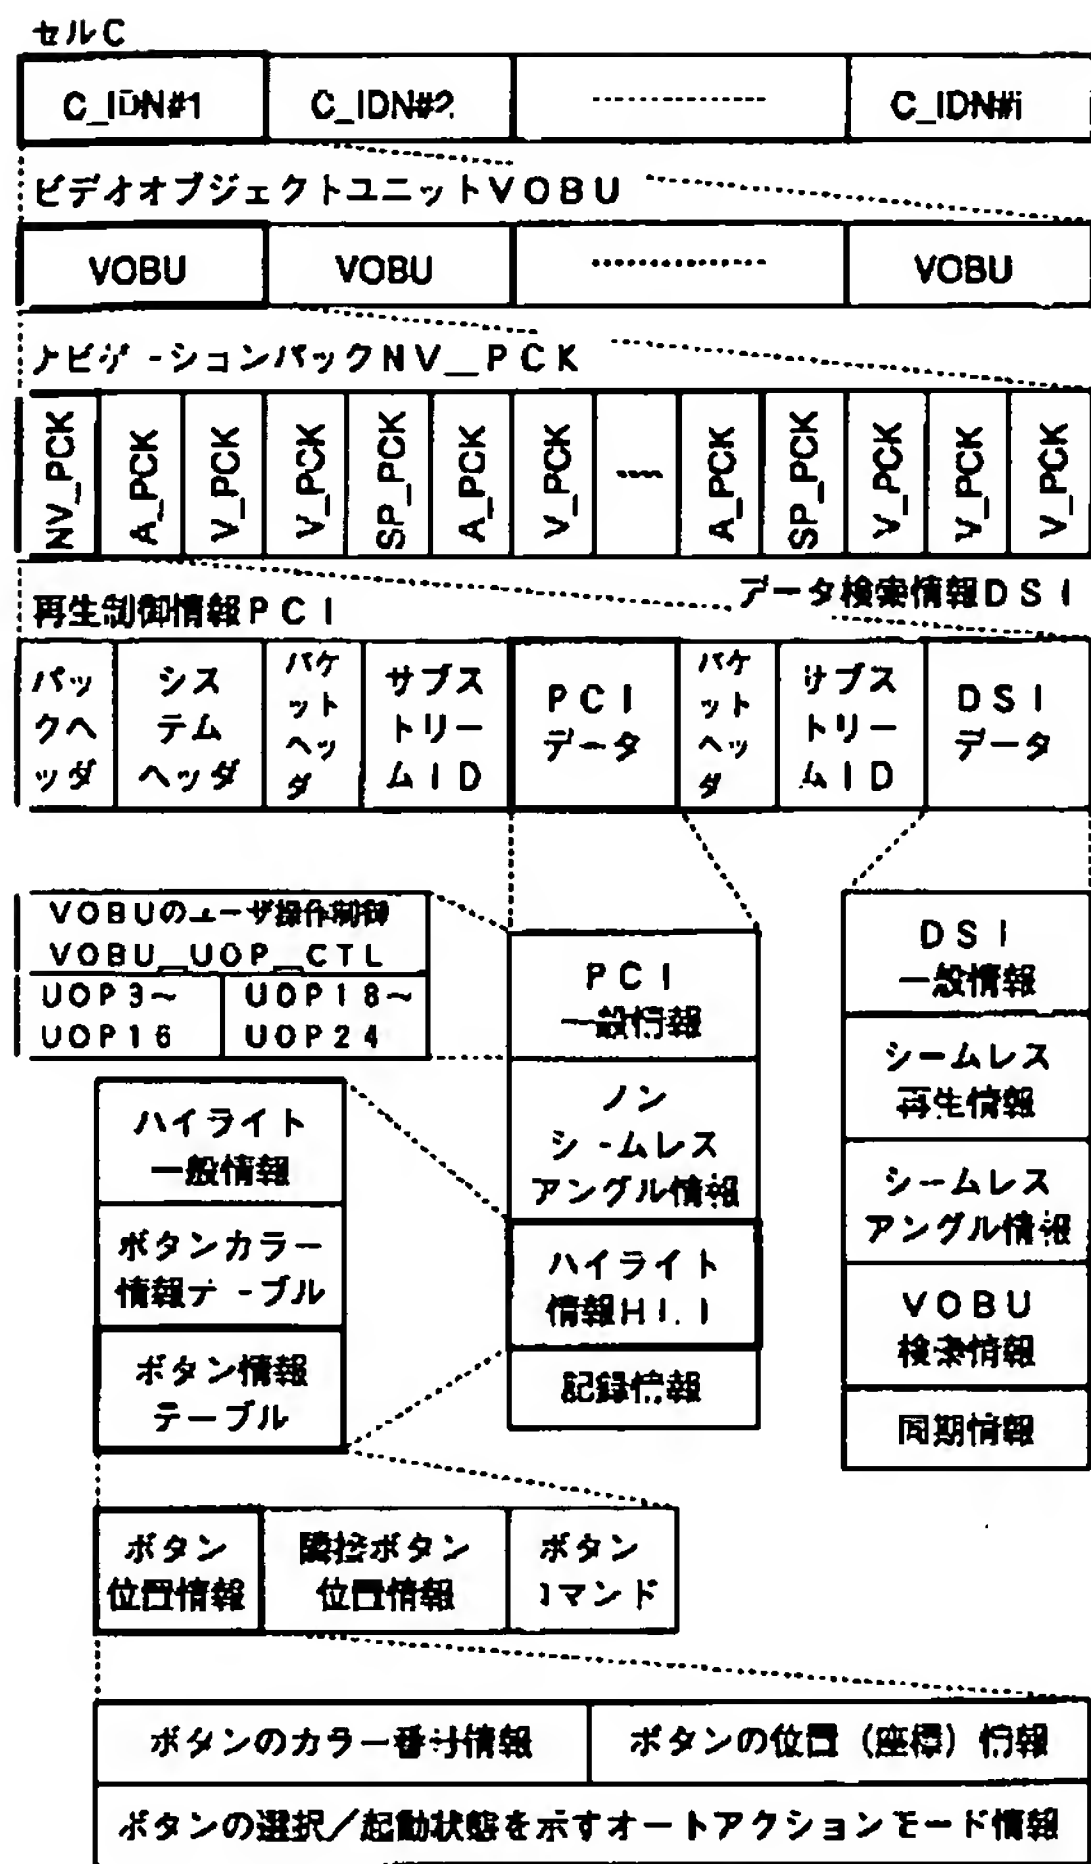 セルC
C_IDN#1 C_IDN#2 C_IDN#i
ビデオオブジェクトユニットVOBU
VOBU VOBU VOBU
ナビゲーションパックNV_PCK
NV_PCK A_PCK V_PCK V_PCK SP_PCK A_PCK V_PCK A_PCK SP_PCK V_PCK V_PCK V_PCK
再生制御情報PCI
データ検索情報DSI
パッ
クヘ
ッダ
シス
テム
ヘッダ
パケ
ット
ヘッ
ダ
サブス
トリー
ムID
PCI
データ
パケ
ット
ヘッ
ダ
サブス
トリー
ムID
DSI
データ
VOBUのユーザ操作制御
VOBU_UOP_CTL
UOP3~
UOP16
UOP18~
UOP24
PCI
一般情報
ノン
シームレス
アングル情報
ハイライト
情報HLI
記録情報
DSI
一般情報
シームレス
再生情報
シームレス
アングル情報
VOBU
検索情報
同期情報
ハイライト
一般情報
ボタンカラー
情報テーブル
ボタン情報
テーブル
ボタン
位置情報
隣接ボタン
位置情報
ボタン
コマンド
ボタンのカラー番号情報
ボタンの位置(座標)情報
ボタンの選択/起動状態を示すオートアクションモード情報